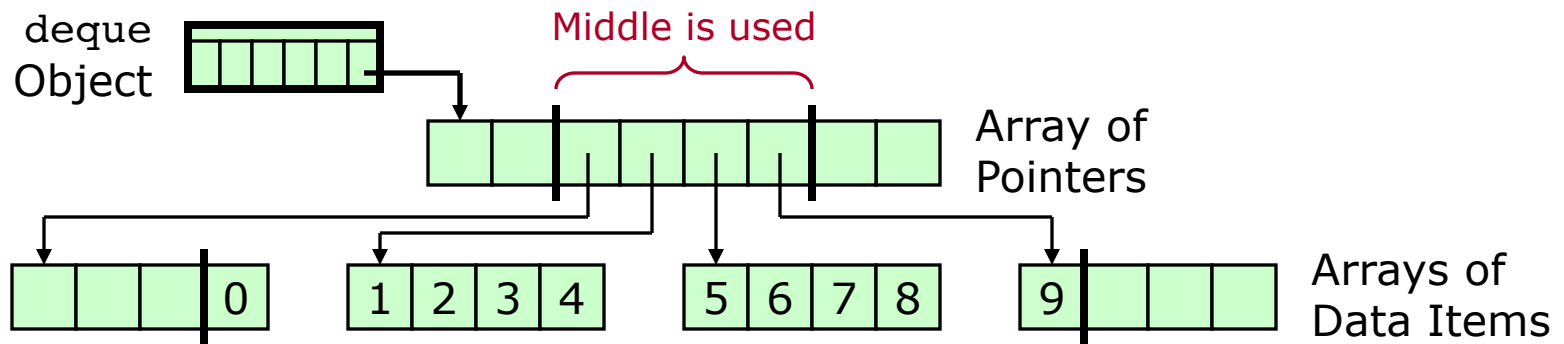 deque
Object
Middle is used
Array of
Pointers
0 1 2 3 4 5 6 7 8 9
Arrays of
Data Items